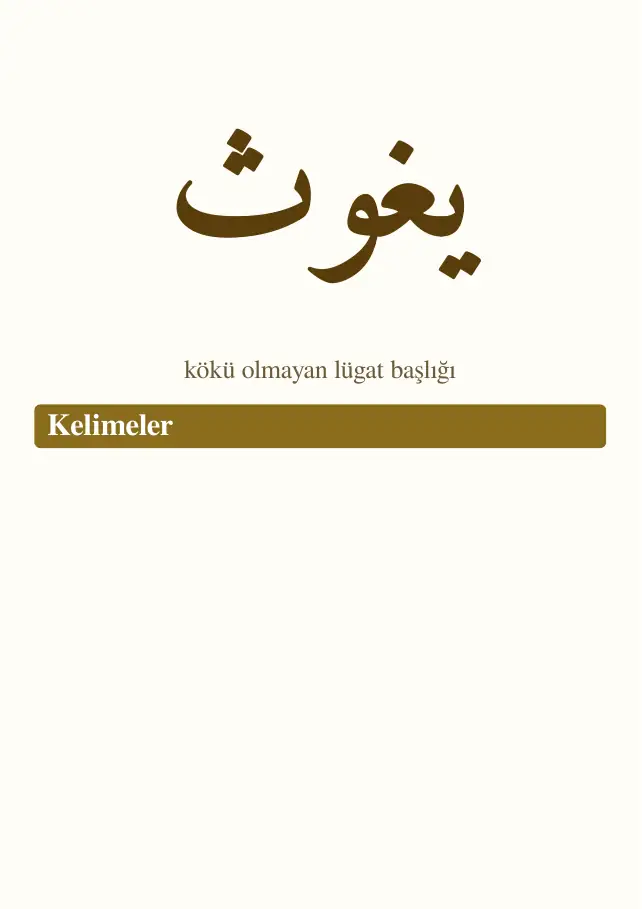 يغوث
kökü olmayan lügat başlığı
Kelimeler